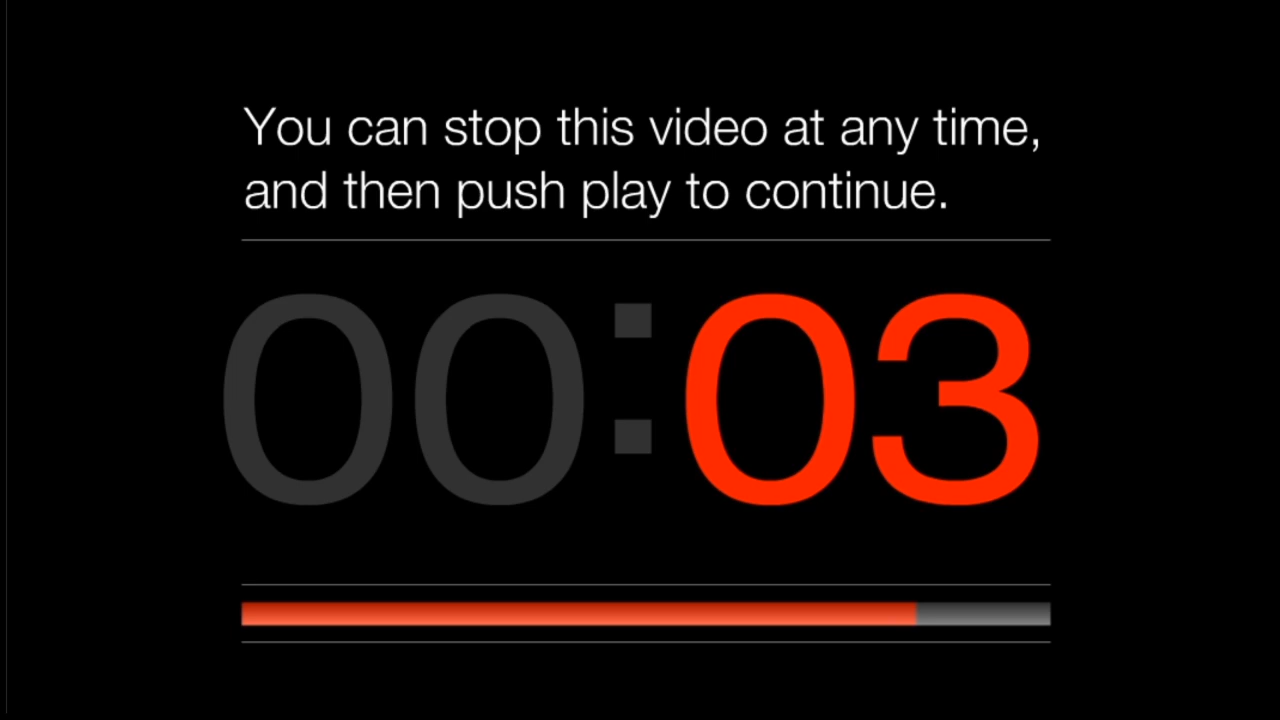 You can stop this video at any time,
and then push play to continue.
00:03